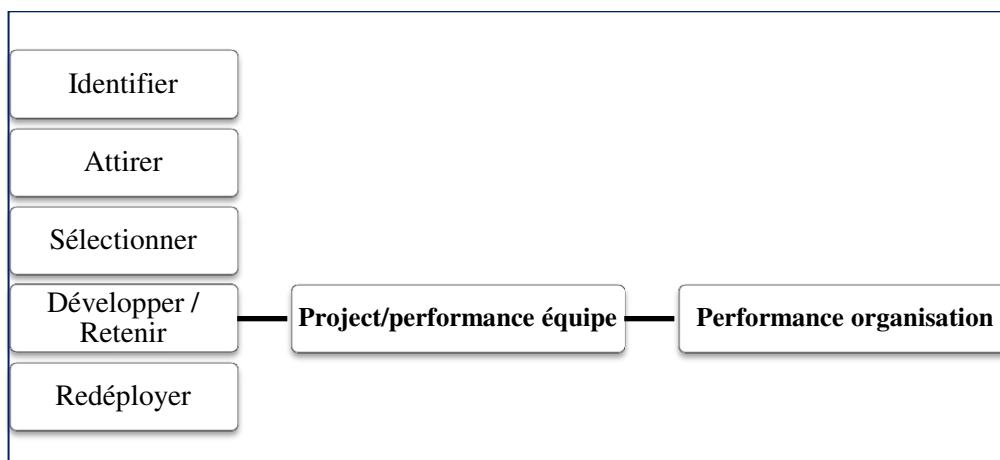 Identifier
Attirer
Sélectionner
Développer /
Retenir
Project/performance équipe
Performance organisation
Redéployer